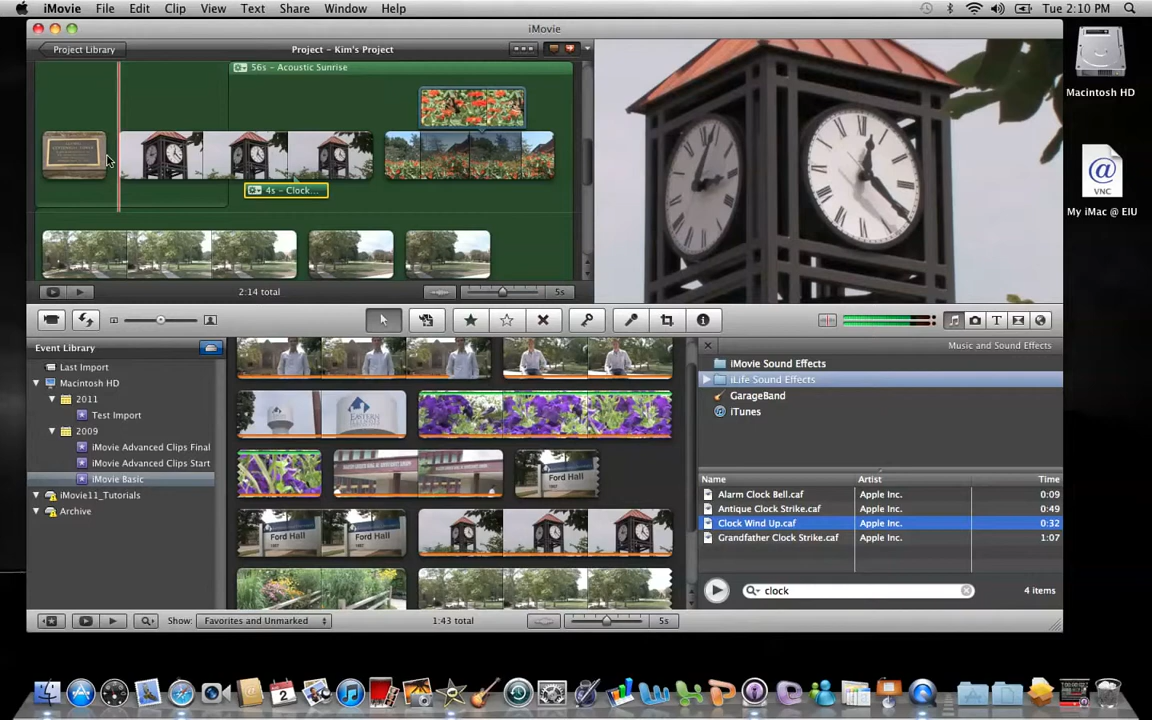 iMovie File Edit Clip View Text Share Window Help Tue 2:10 PM
iMovie
Project Library Project - Kim's Project
56s - Acoustic Sunrise
4s - Clock...
2:14 total 5s
Macintosh HD
@
VNC
My iMac @ EIU
Event Library
Last Import
Macintosh HD
2011
Test Import
2009
iMovie Advanced Clips Final
iMovie Advanced Clips Start
iMovie Basic
iMovie11_Tutorials
Archive
Ford Hall
Ford Hall
Ford Hall
Music and Sound Effects
iMovie Sound Effects
iLife Sound Effects
GarageBand
iTunes
Name Artist Time
Alarm Clock Bell.caf Apple Inc. 0:09
Antique Clock Strike.caf Apple Inc. 0:49
Clock Wind Up.caf Apple Inc. 0:32
Grandfather Clock Strike.caf Apple Inc. 1:07
clock 4 items
Show: Favorites and Unmarked 1:43 total 5s